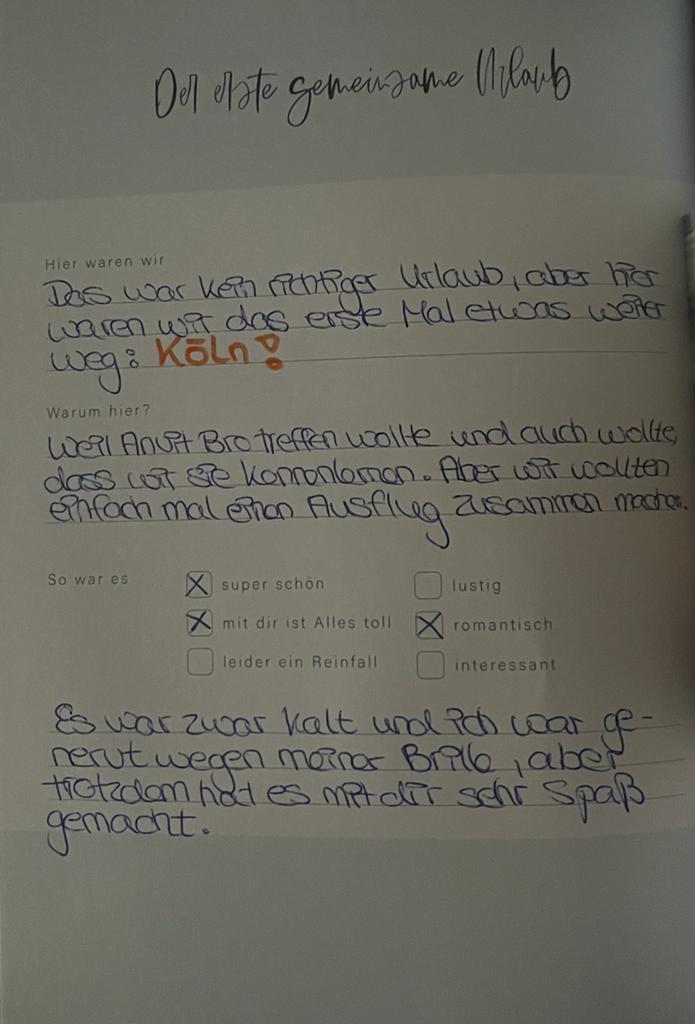 Der erste gemeinsame Urlaub
Hier waren wir
Das war kein richtiger Urlaub, aber hier
waren wir das erste Mal etwas weiter
weg: Köln!
Warum hier?
Weil Anvit Bro treffen wollte und auch wollte,
dass wir sie kennenlernen. Aber wir wollten
einfach mal einen Ausflug zusammen machen.
So war es
super schön
lustig
mit dir ist Alles toll
romantisch
leider ein Reinfall
interessant
Es war zwar kalt und ich war ge-
nervt wegen meiner Brille, aber
trotzdem hat es mit dir sehr Spaß
gemacht.